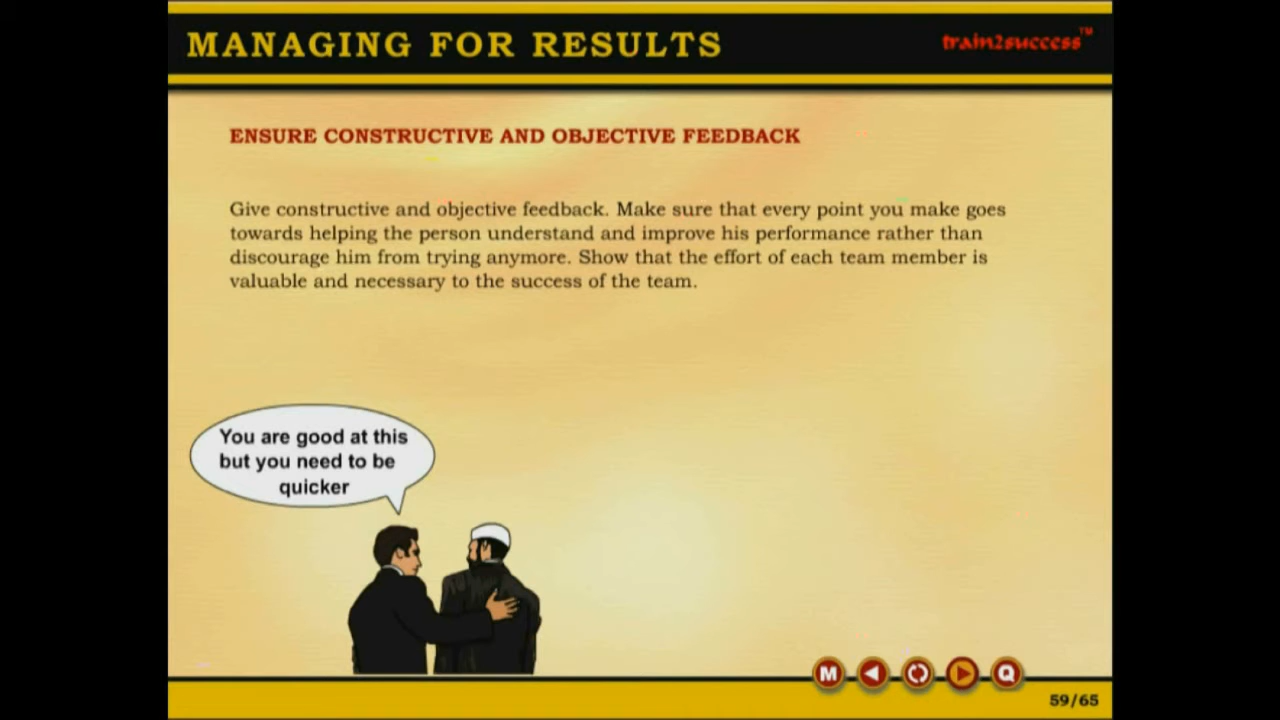 MANAGING FOR RESULTS
train2success™
ENSURE CONSTRUCTIVE AND OBJECTIVE FEEDBACK
Give constructive and objective feedback. Make sure that every point you make goes
towards helping the person understand and improve his performance rather than
discourage him from trying anymore. Show that the effort of each team member is
valuable and necessary to the success of the team.
You are good at this
but you need to be
quicker
M
Q
59/65